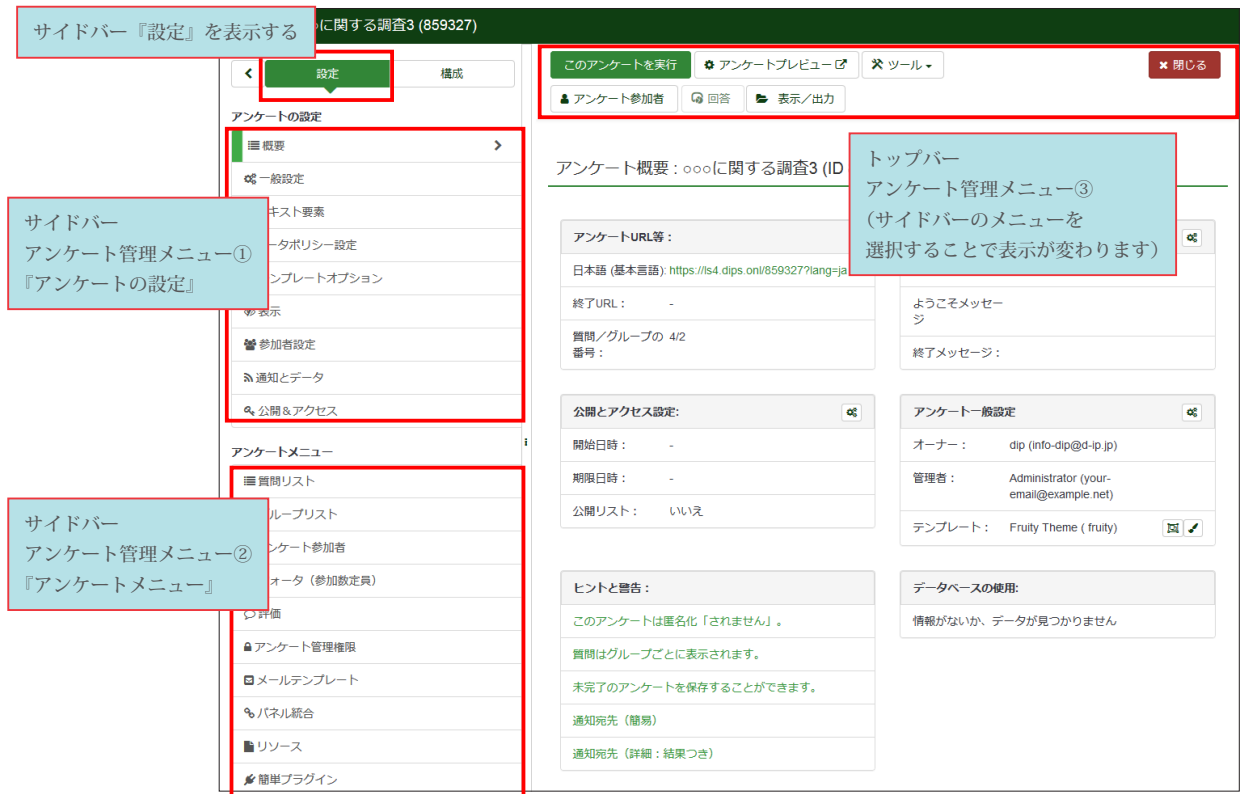 サイドバー『設定』を表示する
に関する調査3 (859327)
設定
構成
アンケートの設定
概要
一般設定
キスト要素
ータポリシー設定
ンプレートオプション
表示
参加者設定
通知とデータ
公開＆アクセス
サイドバー
アンケート管理メニュー①
『アンケートの設定』
アンケートメニュー
質問リスト
ループリスト
ンケート参加者
ォータ（参加数定員）
評価
アンケート管理権限
メールテンプレート
パネル統合
リソース
簡単プラグイン
サイドバー
アンケート管理メニュー②
『アンケートメニュー』
このアンケートを実行
アンケートプレビュー
ツール
閉じる
アンケート参加者
回答
表示／出力
トップバー
アンケート管理メニュー③
（サイドバーのメニューを
選択することで表示が変わります）
アンケート概要 : ○○○に関する調査3 (ID
アンケートURL等：
日本語 (基本言語): https://ls4.dips.onl/859327?lang=ja
終了URL： -
質問／グループの 4/2
番号：
ようこそメッセー
ジ
終了メッセージ：
公開とアクセス設定:
開始日時： -
期限日時： -
公開リスト： いいえ
アンケート一般設定
オーナー： dip (info-dip@d-ip.jp)
管理者： Administrator (your-
email@example.net)
テンプレート： Fruity Theme ( fruity)
ヒントと警告：
このアンケートは匿名化「されません」。
質問はグループごとに表示されます。
未完了のアンケートを保存することができます。
通知宛先（簡易）
通知宛先（詳細：結果つき）
データベースの使用:
情報がないか、データが見つかりません